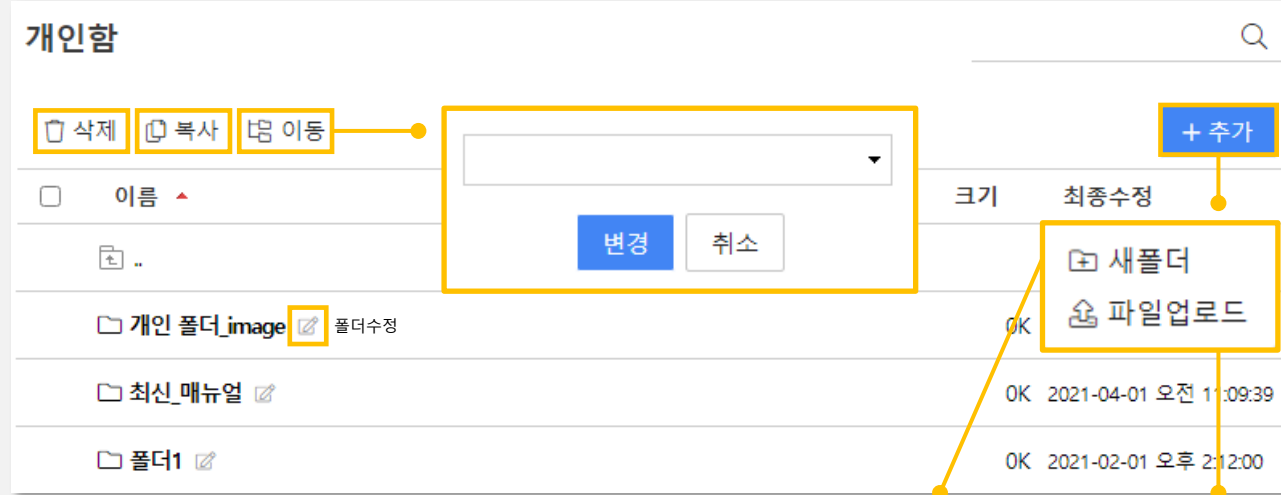 개인함
삭제 복사 이동
+ 추가
이름 크기 최종수정
..
변경 취소
새폴더
파일업로드
개인 폴더_image 폴더수정 0K
최신_매뉴얼 0K 2021-04-01 오전 11:09:39
폴더1 0K 2021-02-01 오후 2:12:00